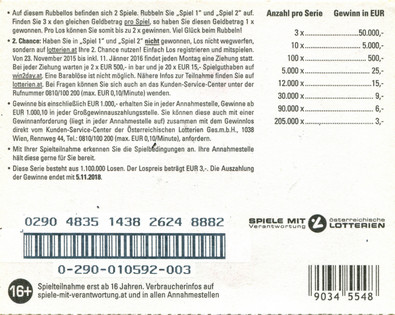 • Auf diesem Rubbellos befinden sich 2 Spiele. Rubbeln Sie „Spiel 1" und „Spiel 2" auf.
Finden Sie 3 x den gleichen Geldbetrag pro Spiel, so haben Sie diesen Geldbetrag 1 x
gewonnen. Pro Los können Sie somit bis zu 2 x gewinnen. Viel Glück beim Rubbeln!
• 2. Chance: Haben Sie in „Spiel 1" und „Spiel 2" nicht gewonnen, Los nicht wegwerfen,
sondern auf lotterien.at Ihre 2. Chance nutzen! Einfach Los registrieren und mitspielen.
Von 23. November 2015 bis inkl. 11. Jänner 2016 findet jeden Montag eine Ziehung statt.
Bei jeder Ziehung warten je 2 x EUR 500,- in bar und je 20 x EUR 15,- Spielguthaben auf
win2day.at. Eine Barablöse ist nicht möglich. Nähere Infos zur Teilnahme finden Sie auf
lotterien.at. Bei Fragen können Sie sich auch an das Kunden-Service-Center unter der
Rufnummer 0810/100 200 (max. EUR 0,10/Minute) wenden.
• Gewinne bis einschließlich EUR 1.000,- erhalten Sie in jeder Annahmestelle, Gewinne ab
EUR 1.000,10 in jeder Großgewinnauszahlungsstelle. Sie können diese auch mit einer
Gewinnanforderung (liegt in jeder Annahmestelle auf) zusammen mit dem Gewinnlos
direkt vom Kunden-Service-Center der Österreichischen Lotterien Ges.m.b.H., 1038
Wien, Rennweg 44, Tel.: 0810/100 200 (max. EUR 0,10/Minute), anfordern.
• Mit Ihrer Spielteilnahme erkennen Sie die Spielbedingungen an. Ihre Annahmestelle
hält diese gerne für Sie bereit.
• Diese Serie besteht aus 1.100.000 Losen. Der Lospreis beträgt EUR 3,-. Die Auszahlung
der Gewinne endet mit 5.11.2018.
Anzahl pro Serie Gewinn in EUR
3 x 50.000,-
10 x 5.000,-
100 x 500,-
5.000 x 25,-
12.000 x 15,-
30.000 x 9,-
90.000 x 6,-
205.000 x 3,-
0290 4835 1438 2624 8882
0-290-010592-003
SPIELE MIT
Verantwortung
österreichische
LOTTERIEN
16+
Spielteilnahme erst ab 16 Jahren. Verbraucherinfos auf
spiele-mit-verantwortung.at und in allen Annahmestellen
9034 5548